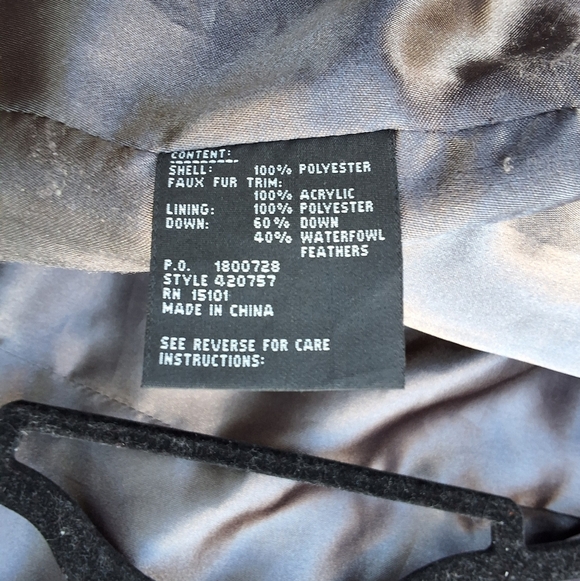 CONTENT:
SHELL: 100% POLYESTER
FAUX FUR TRIM:
100% ACRYLIC
LINING: 100% POLYESTER
DOWN: 60% DOWN
40% WATERFOWL
FEATHERS
P.O. 1800728
STYLE 420757
RN 15101
MADE IN CHINA
SEE REVERSE FOR CARE
INSTRUCTIONS: